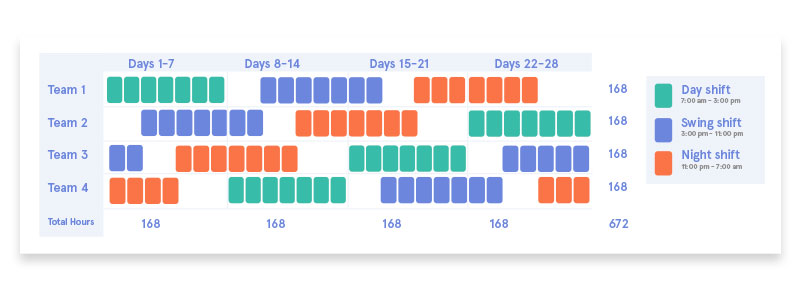 Days 1–7 Days 8–14 Days 15–21 Days 22–28
Team 1 168
Team 2 168
Team 3 168
Team 4 168
Total Hours 168 168 168 168 672
Day shift
7:00 am – 3:00 pm
Swing shift
3:00 pm – 11:00 pm
Night shift
11:00 pm – 7:00 am